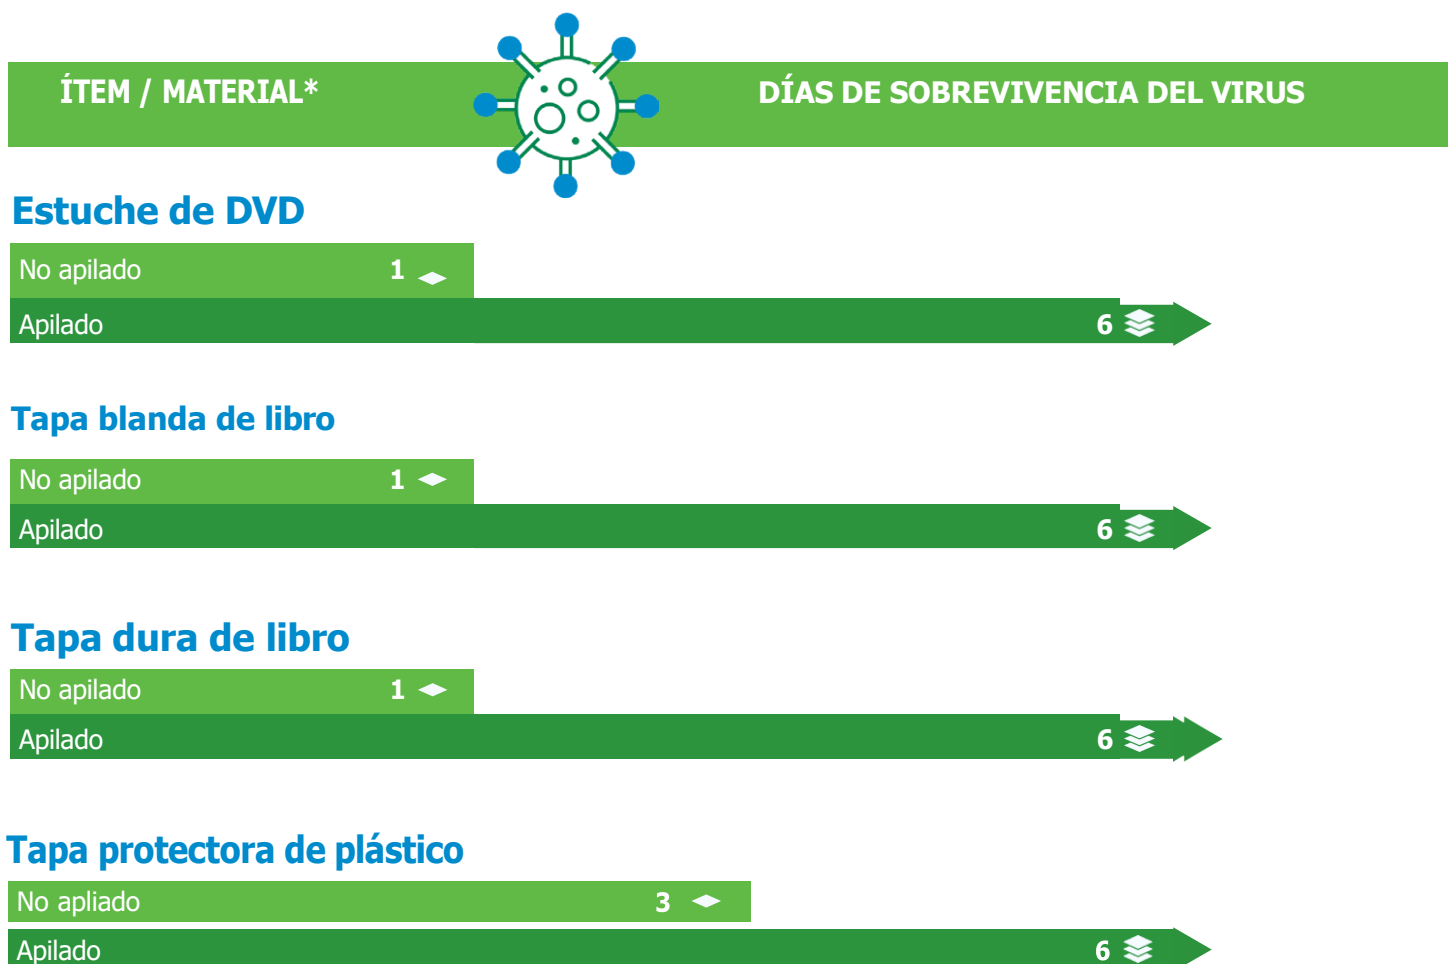 ÍTEM / MATERIAL*
DÍAS DE SOBREVIVENCIA DEL VIRUS
Estuche de DVD
No apilado 1
Apilado 6
Tapa blanda de libro
No apilado 1
Apilado 6
Tapa dura de libro
No apilado 1
Apilado 6
Tapa protectora de plástico
No apliado 3
Apilado 6